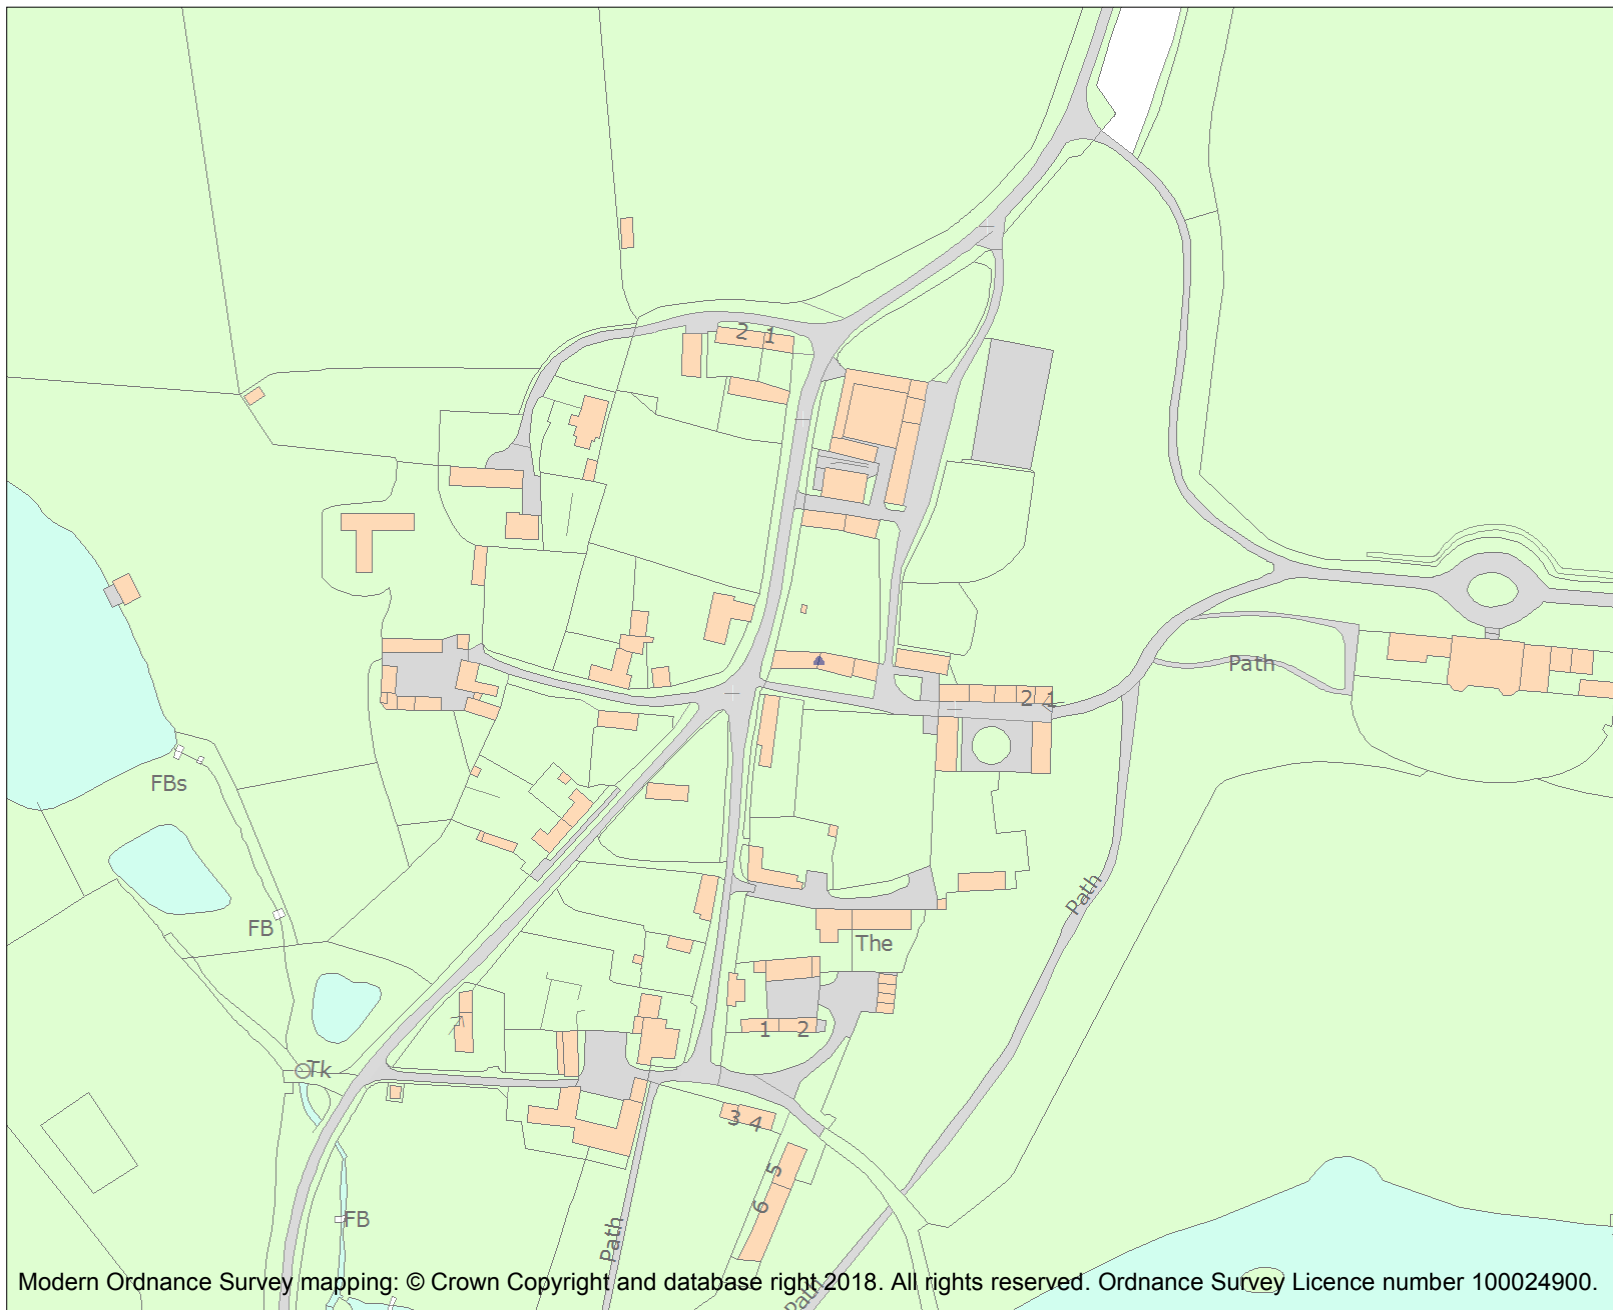 2 1
Path
2 1
FBs
Path
FB
The
1 2
Tk
3 4
5
6
FB
Path
Path
Modern Ordnance Survey mapping: © Crown Copyright and database right 2018. All rights reserved. Ordnance Survey Licence number 100024900.